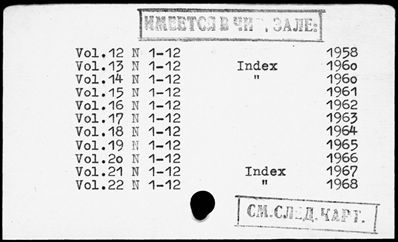 ИМЕЕТСЯ В ЧИТ. ЗАЛЕ:
Vol.12 N 1-12 1958
Vol.13 N 1-12 Index 196o
Vol.14 N 1-12 " 196o
Vol.15 N 1-12 1961
Vol.16 N 1-12 1962
Vol.17 N 1-12 1963
Vol.18 N 1-12 1964
Vol.19 N 1-12 1965
Vol.2o N 1-12 1966
Vol.21 N 1-12 Index 1967
Vol.22 N 1-12 " 1968
СМ.СЛЕД.КАРТ.